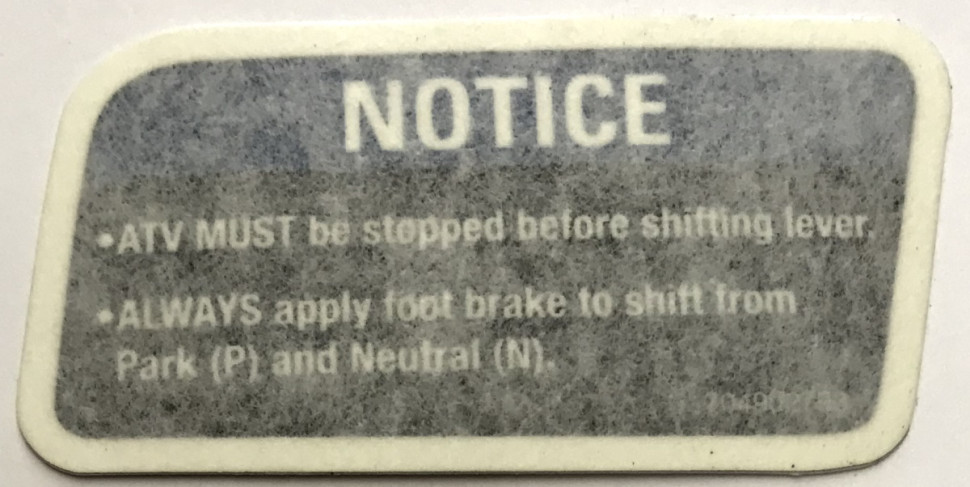 NOTICE
•ATV MUST be stopped before shifting lever.
•ALWAYS apply foot brake to shift from
Park (P) and Neutral (N).